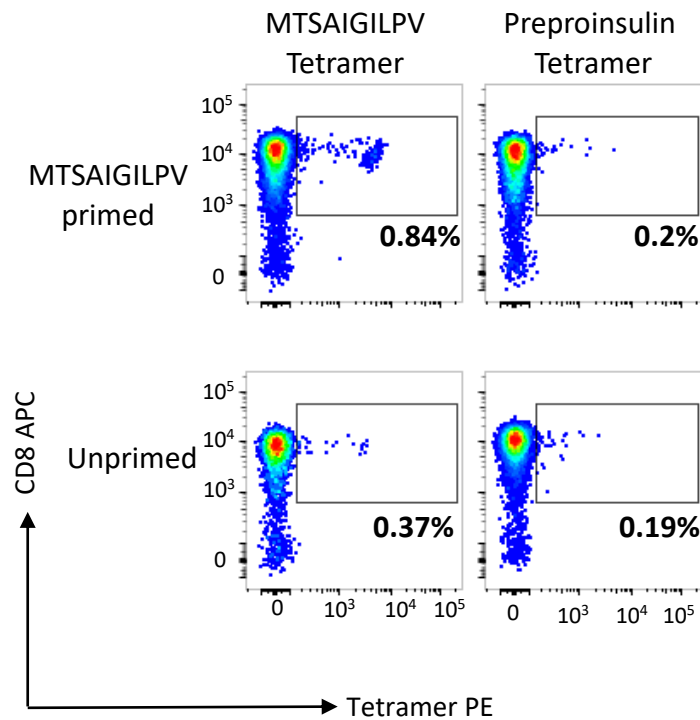 MTSAIGILPV
Tetramer
Preproinsulin
Tetramer
MTSAIGILPV
primed
10⁵
10⁴
10³
0
0.84%
0.2%
Unprimed
10⁵
10⁴
10³
0
0.37%
0.19%
0 10³ 10⁴ 10⁵
0 10³ 10⁴ 10⁵
CD8 APC
Tetramer PE